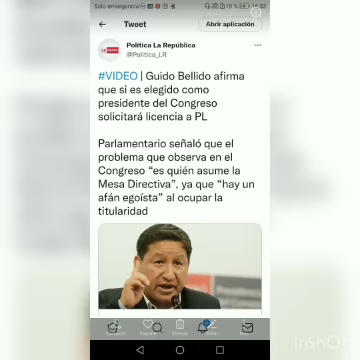 Solo emergencia
19 %
Tweet
Abrir aplicación
Política La República
@Politica_LR
#VIDEO | Guido Bellido afirma
que si es elegido como
presidente del Congreso
solicitará licencia a PL
Parlamentario señaló que el
problema que observa en el
Congreso "es quién asume la
Mesa Directiva", ya que "hay un
afán egoísta" al ocupar la
titularidad
InShOt